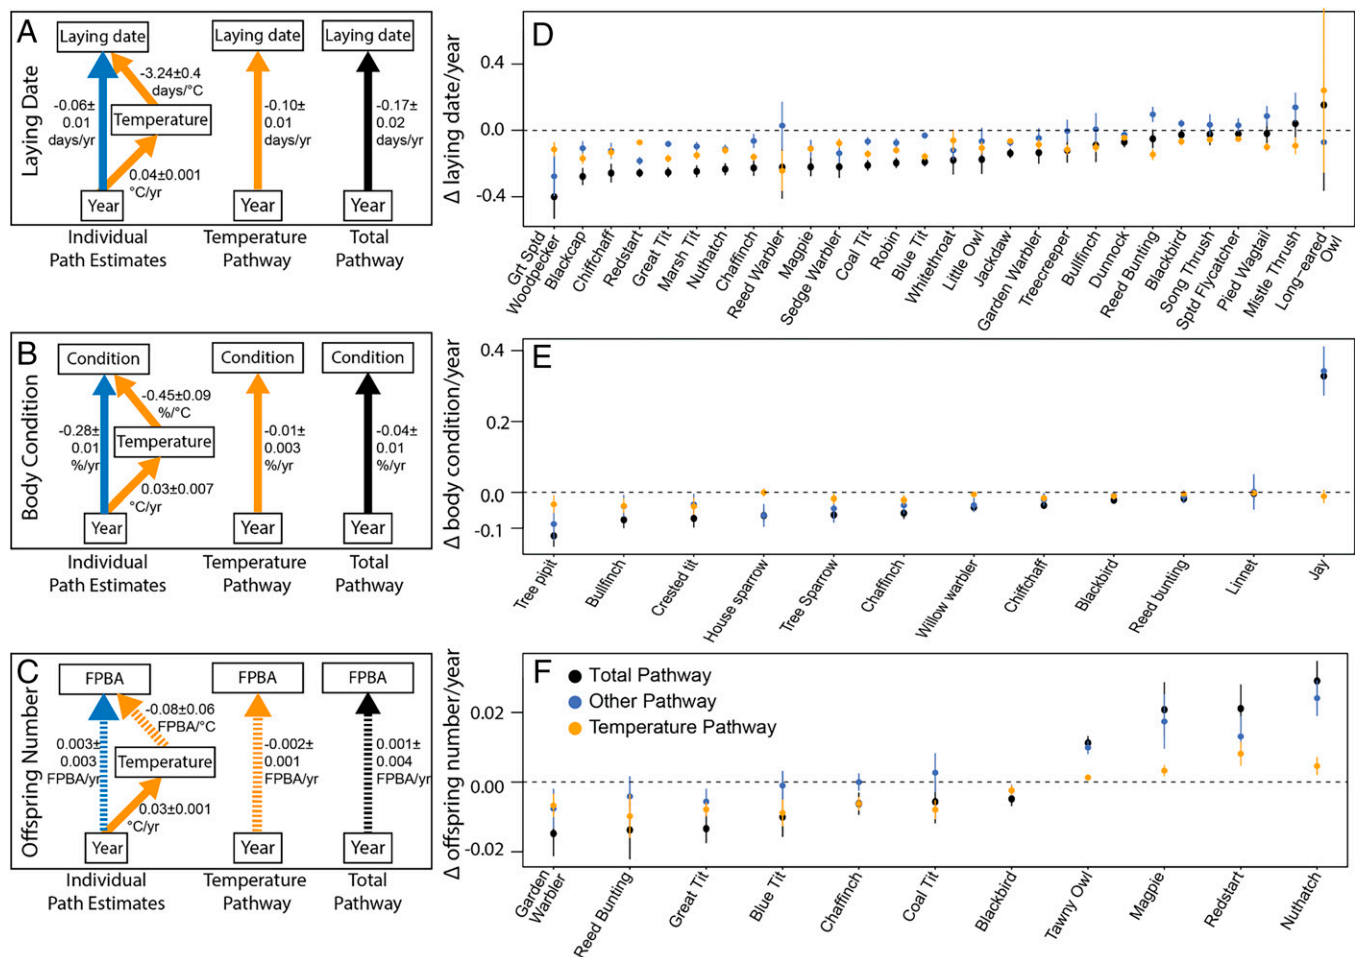 A
Laying Date
Laying date
Laying date
Laying date
-3.24±0.4
days/°C
-0.06±
0.01
days/yr
Temperature
0.04±0.001
°C/yr
-0.10±
0.01
days/yr
-0.17±
0.02
days/yr
Year
Year
Year
Individual
Path Estimates
Temperature
Pathway
Total
Pathway
D
Δ laying date/year
0.4
0.0
-0.4
Grt Sptd
Woodpecker
Blackcap
Chiffchaff
Redstart
Great Tit
Marsh Tit
Nuthatch
Chaffinch
Reed Warbler
Magpie
Sedge Warbler
Coal Tit
Robin
Blue Tit
Whitethroat
Little Owl
Jackdaw
Garden Warbler
Treecreeper
Bullfinch
Dunnock
Reed Bunting
Blackbird
Song Thrush
Sptd Flycatcher
Pied Wagtail
Mistle Thrush
Long-eared
Owl
B
Body Condition
Condition
Condition
Condition
-0.45±0.09
%/°C
-0.28±
0.01
%/yr
Temperature
0.03±0.007
°C/yr
-0.01±
0.003
%/yr
-0.04±
0.01
%/yr
Year
Year
Year
Individual
Path Estimates
Temperature
Pathway
Total
Pathway
E
Δ body condition/year
0.4
0.2
0.0
-0.1
Tree pipit
Bullfinch
Crested tit
House sparrow
Tree Sparrow
Chaffinch
Willow warbler
Chiffchaff
Blackbird
Reed bunting
Linnet
Jay
C
Offspring Number
FPBA
FPBA
FPBA
-0.08±0.06
FPBA/°C
0.003±
0.003
FPBA/yr
Temperature
0.03±0.001
°C/yr
-0.002±
0.001
FPBA/yr
0.001±
0.004
FPBA/yr
Year
Year
Year
Individual
Path Estimates
Temperature
Pathway
Total
Pathway
F
Total Pathway
Other Pathway
Temperature Pathway
Δ offspring number/year
0.02
0.00
-0.02
Garden
Warbler
Reed Bunting
Great Tit
Blue Tit
Chaffinch
Coal Tit
Blackbird
Tawny Owl
Magpie
Redstart
Nuthatch